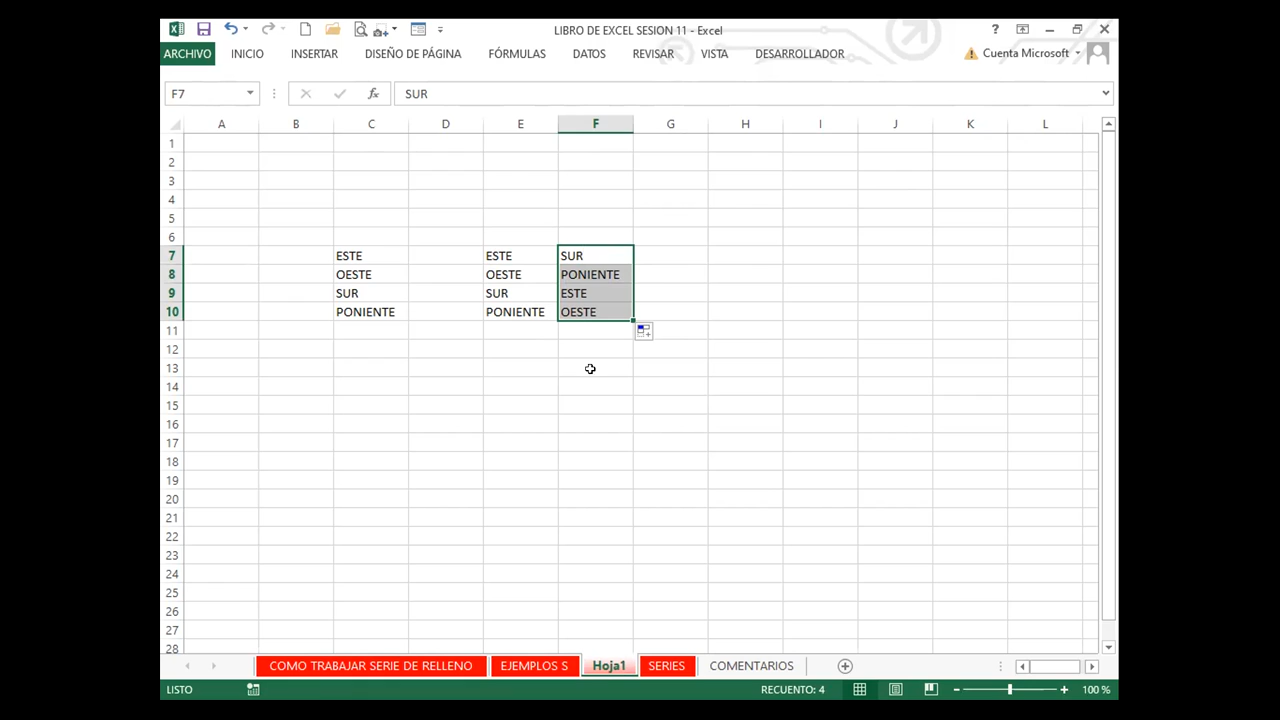 LIBRO DE EXCEL SESION 11 - Excel
?
ARCHIVO INICIO INSERTAR DISEÑO DE PÁGINA FÓRMULAS DATOS REVISAR VISTA DESARROLLADOR Cuenta Microsoft
F7 fx SUR
A B C D E F G H I J K L
1
2
3
4
5
6
7 ESTE ESTE SUR
8 OESTE OESTE PONIENTE
9 SUR SUR ESTE
10 PONIENTE PONIENTE OESTE
11
12
13
14
15
16
17
18
19
20
21
22
23
24
25
26
27
28
COMO TRABAJAR SERIE DE RELLENO EJEMPLOS S Hoja1 SERIES COMENTARIOS
LISTO RECUENTO: 4 100 %